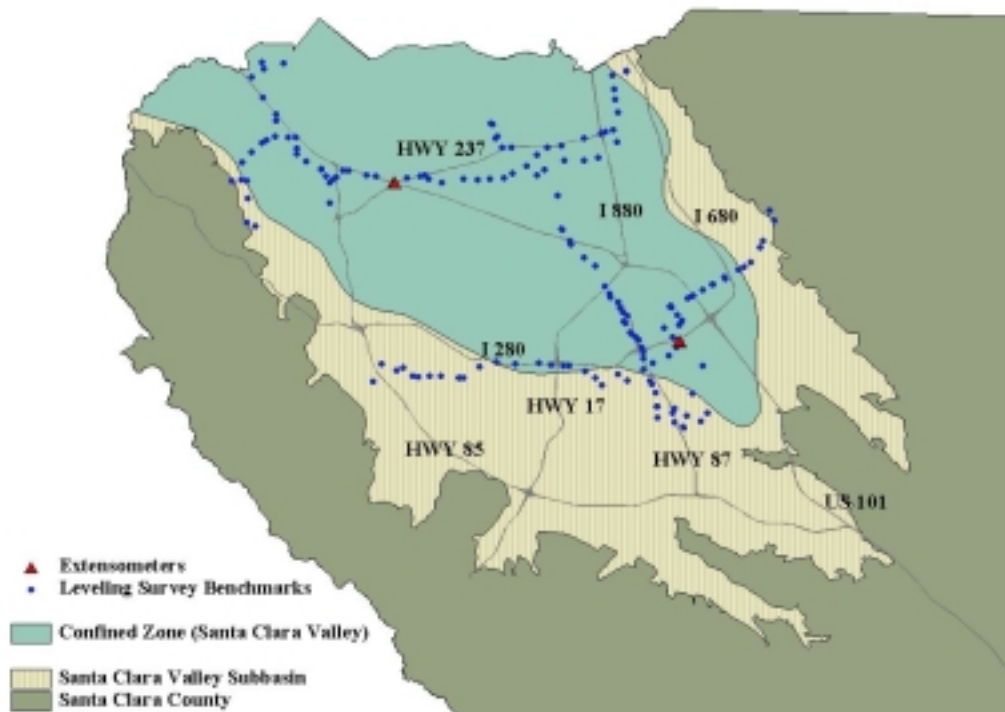 HWY 237
I 880
I 680
I 280
HWY 17
HWY 85
HWY 87
US 101
Extensometers
Leveling Survey Benchmarks
Confined Zone (Santa Clara Valley)
Santa Clara Valley Subbasin
Santa Clara County